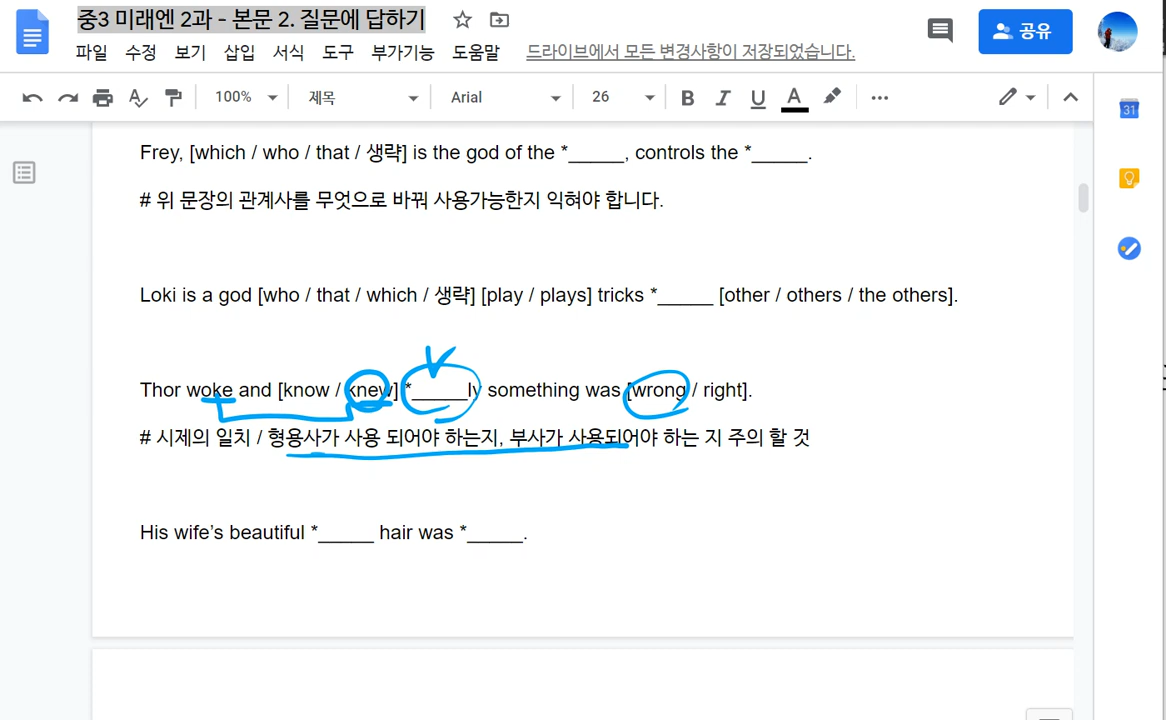 중3 미래엔 2과 - 본문 2. 질문에 답하기
공유
파일 수정 보기 삽입 서식 도구 부가기능 도움말 드라이브에서 모든 변경사항이 저장되었습니다.
100% 제목 Arial 26 B I U A
31
Frey, [which / who / that / 생략] is the god of the *_____, controls the *_____.
# 위 문장의 관계사를 무엇으로 바꿔 사용가능한지 익혀야 합니다.
Loki is a god [who / that / which / 생략] [play / plays] tricks *_____ [other / others / the others].
Thor woke and [know / knew] *_____ly something was [wrong / right].
# 시제의 일치 / 형용사가 사용 되어야 하는지, 부사가 사용되어야 하는 지 주의 할 것
His wife’s beautiful *_____ hair was *_____.